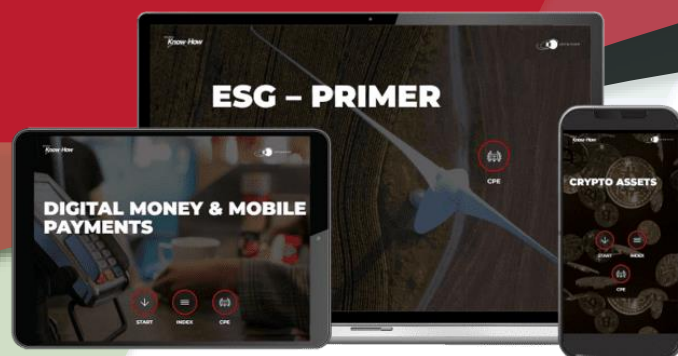 Know-How
ESG – PRIMER
CPE
Know-How
DIGITAL MONEY & MOBILE
PAYMENTS
START
INDEX
CPE
Know-How
CRYPTO ASSETS
START
INDEX
CPE